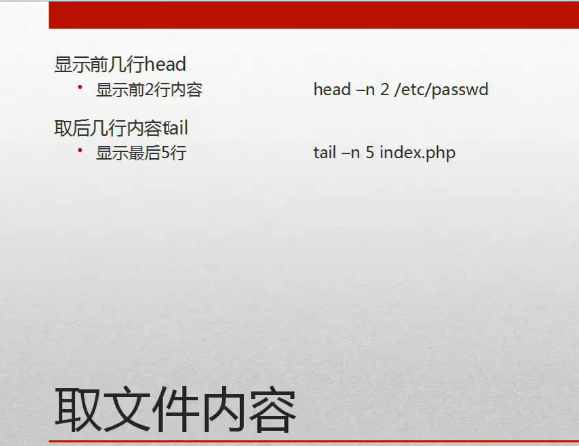 显示前几行head
• 显示前2行内容 head –n 2 /etc/passwd
取后几行内容tail
• 显示最后5行 tail –n 5 index.php
取文件内容